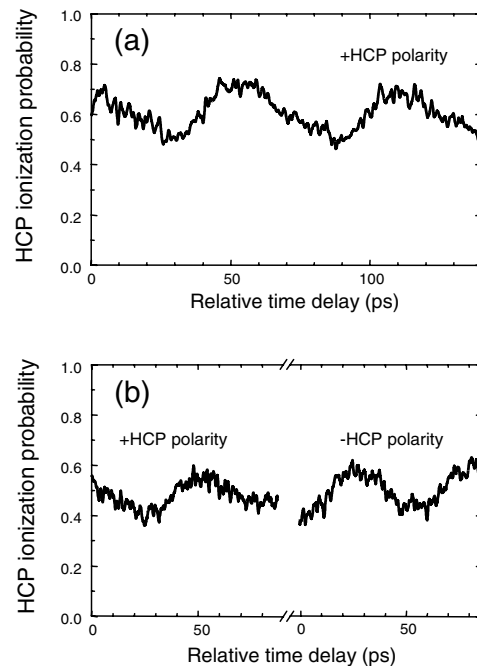 (a)
+HCP polarity
HCP ionization probability
1.0
0.8
0.6
0.4
0.2
0.0
0
50
100
Relative time delay (ps)
(b)
+HCP polarity
-HCP polarity
HCP ionization probability
1.0
0.8
0.6
0.4
0.2
0.0
0
50
0
50
Relative time delay (ps)